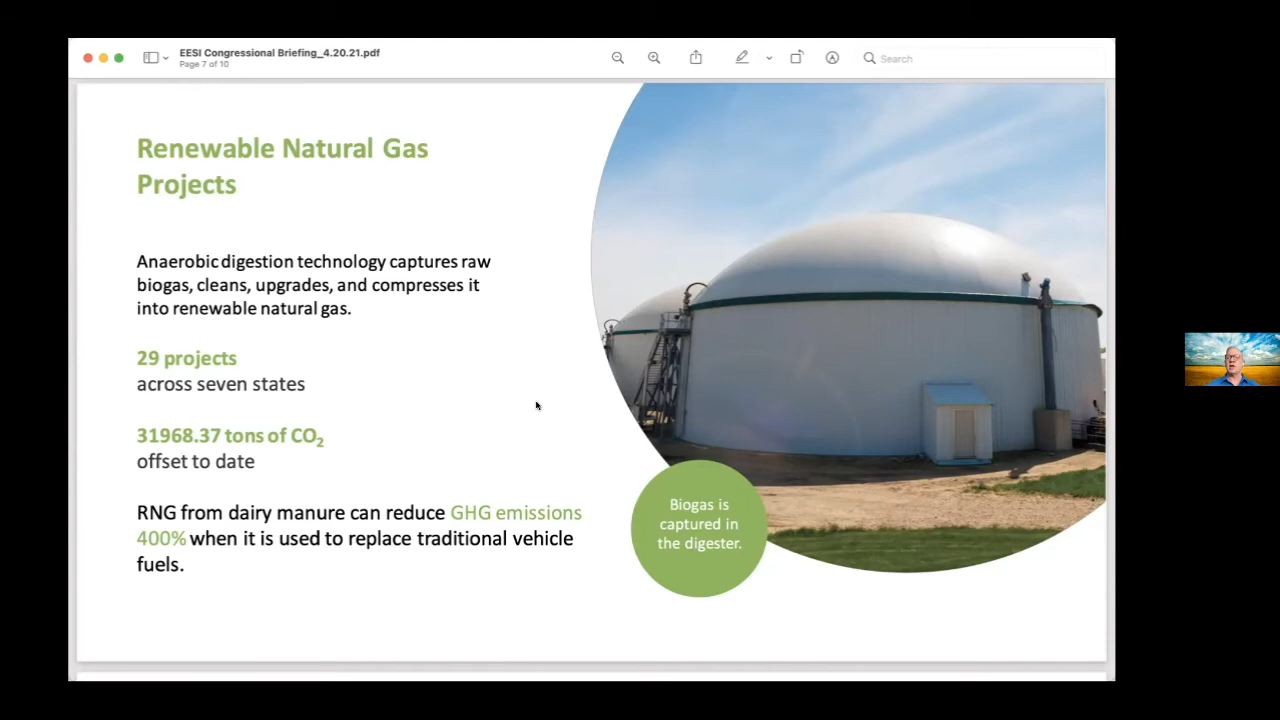 EESI Congressional Briefing_4.20.21.pdf
Page 7 of 10
Search
Renewable Natural Gas
Projects
Anaerobic digestion technology captures raw
biogas, cleans, upgrades, and compresses it
into renewable natural gas.
29 projects
across seven states
31968.37 tons of CO₂
offset to date
RNG from dairy manure can reduce GHG emissions
400% when it is used to replace traditional vehicle
fuels.
Biogas is
captured in
the digester.